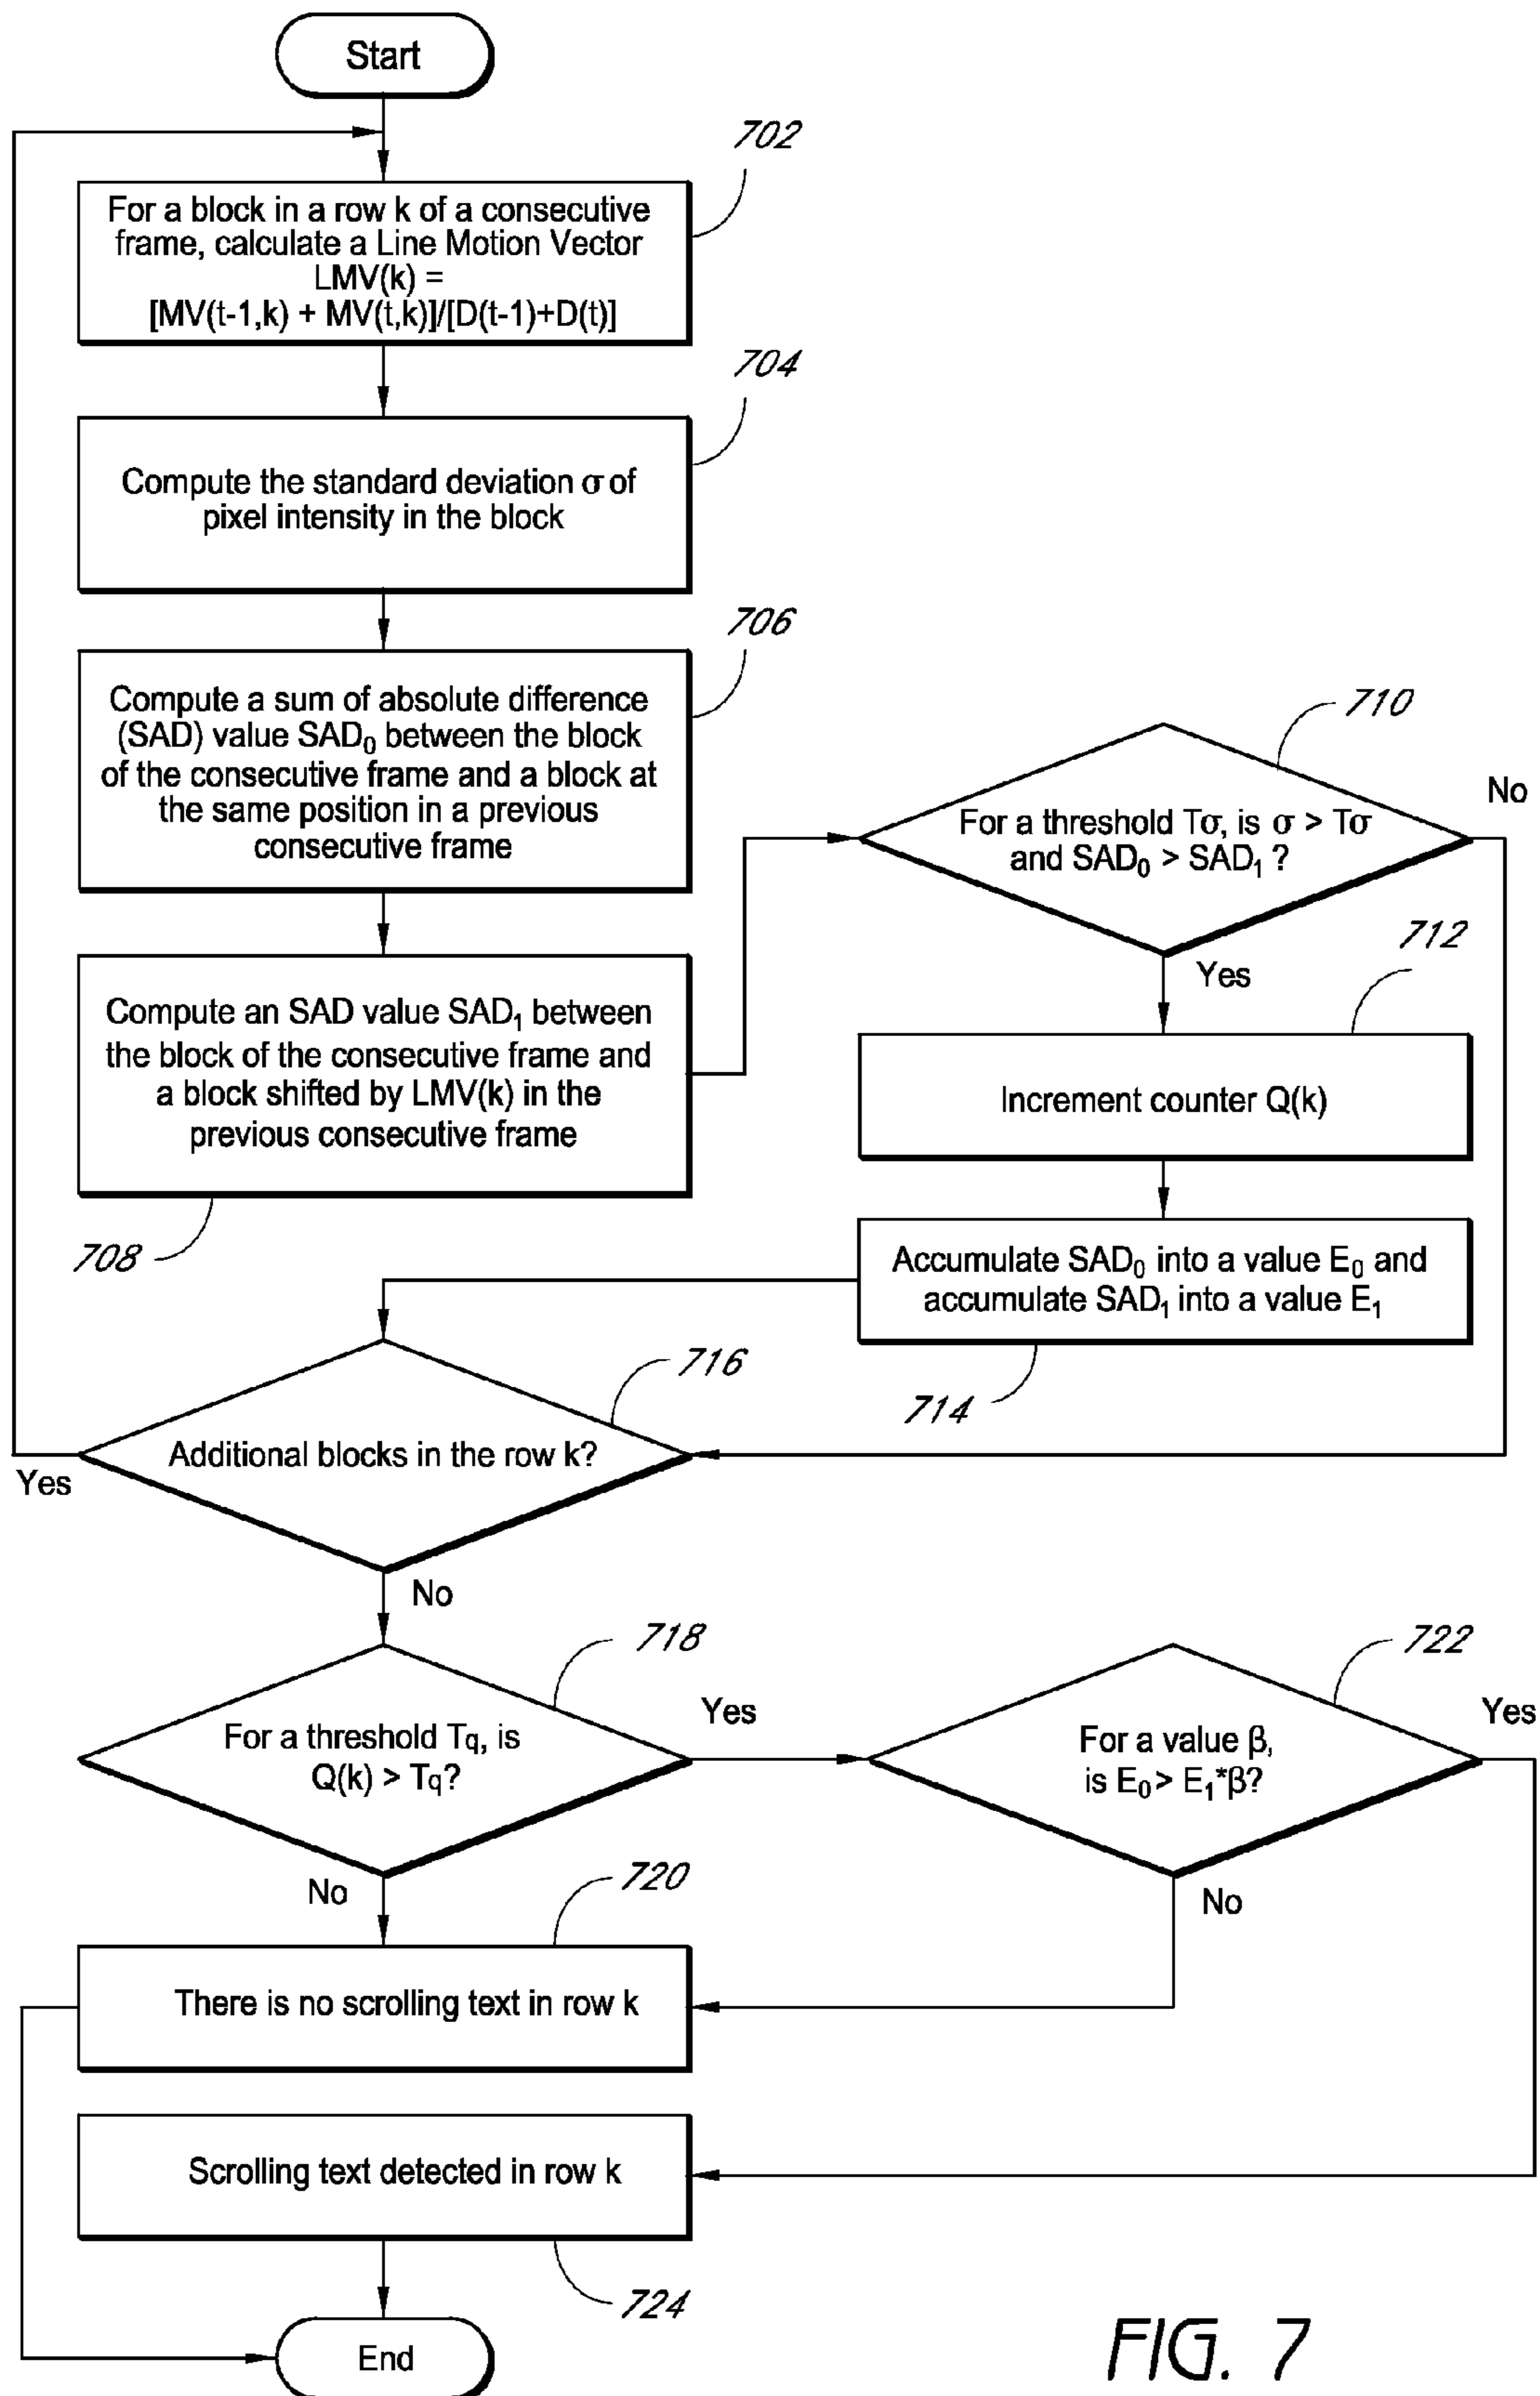 Start
702
For a block in a row k of a consecutive
frame, calculate a Line Motion Vector
LMV(k) =
[MV(t-1,k) + MV(t,k)]/[D(t-1)+D(t)]
704
Compute the standard deviation σ of
pixel intensity in the block
706
Compute a sum of absolute difference
(SAD) value SAD₀ between the block
of the consecutive frame and a block at
the same position in a previous
consecutive frame
Compute an SAD value SAD₁ between
the block of the consecutive frame and
a block shifted by LMV(k) in the
previous consecutive frame
708
710
No
For a threshold Tσ, is σ > Tσ
and SAD₀ > SAD₁ ?
Yes
712
Increment counter Q(k)
Accumulate SAD₀ into a value E₀ and
accumulate SAD₁ into a value E₁
714
716
Additional blocks in the row k?
Yes
No
718
For a threshold Tq, is
Q(k) > Tq?
Yes
No
722
For a value β,
is E₀ > E₁*β?
Yes
No
720
There is no scrolling text in row k
Scrolling text detected in row k
724
End
FIG. 7